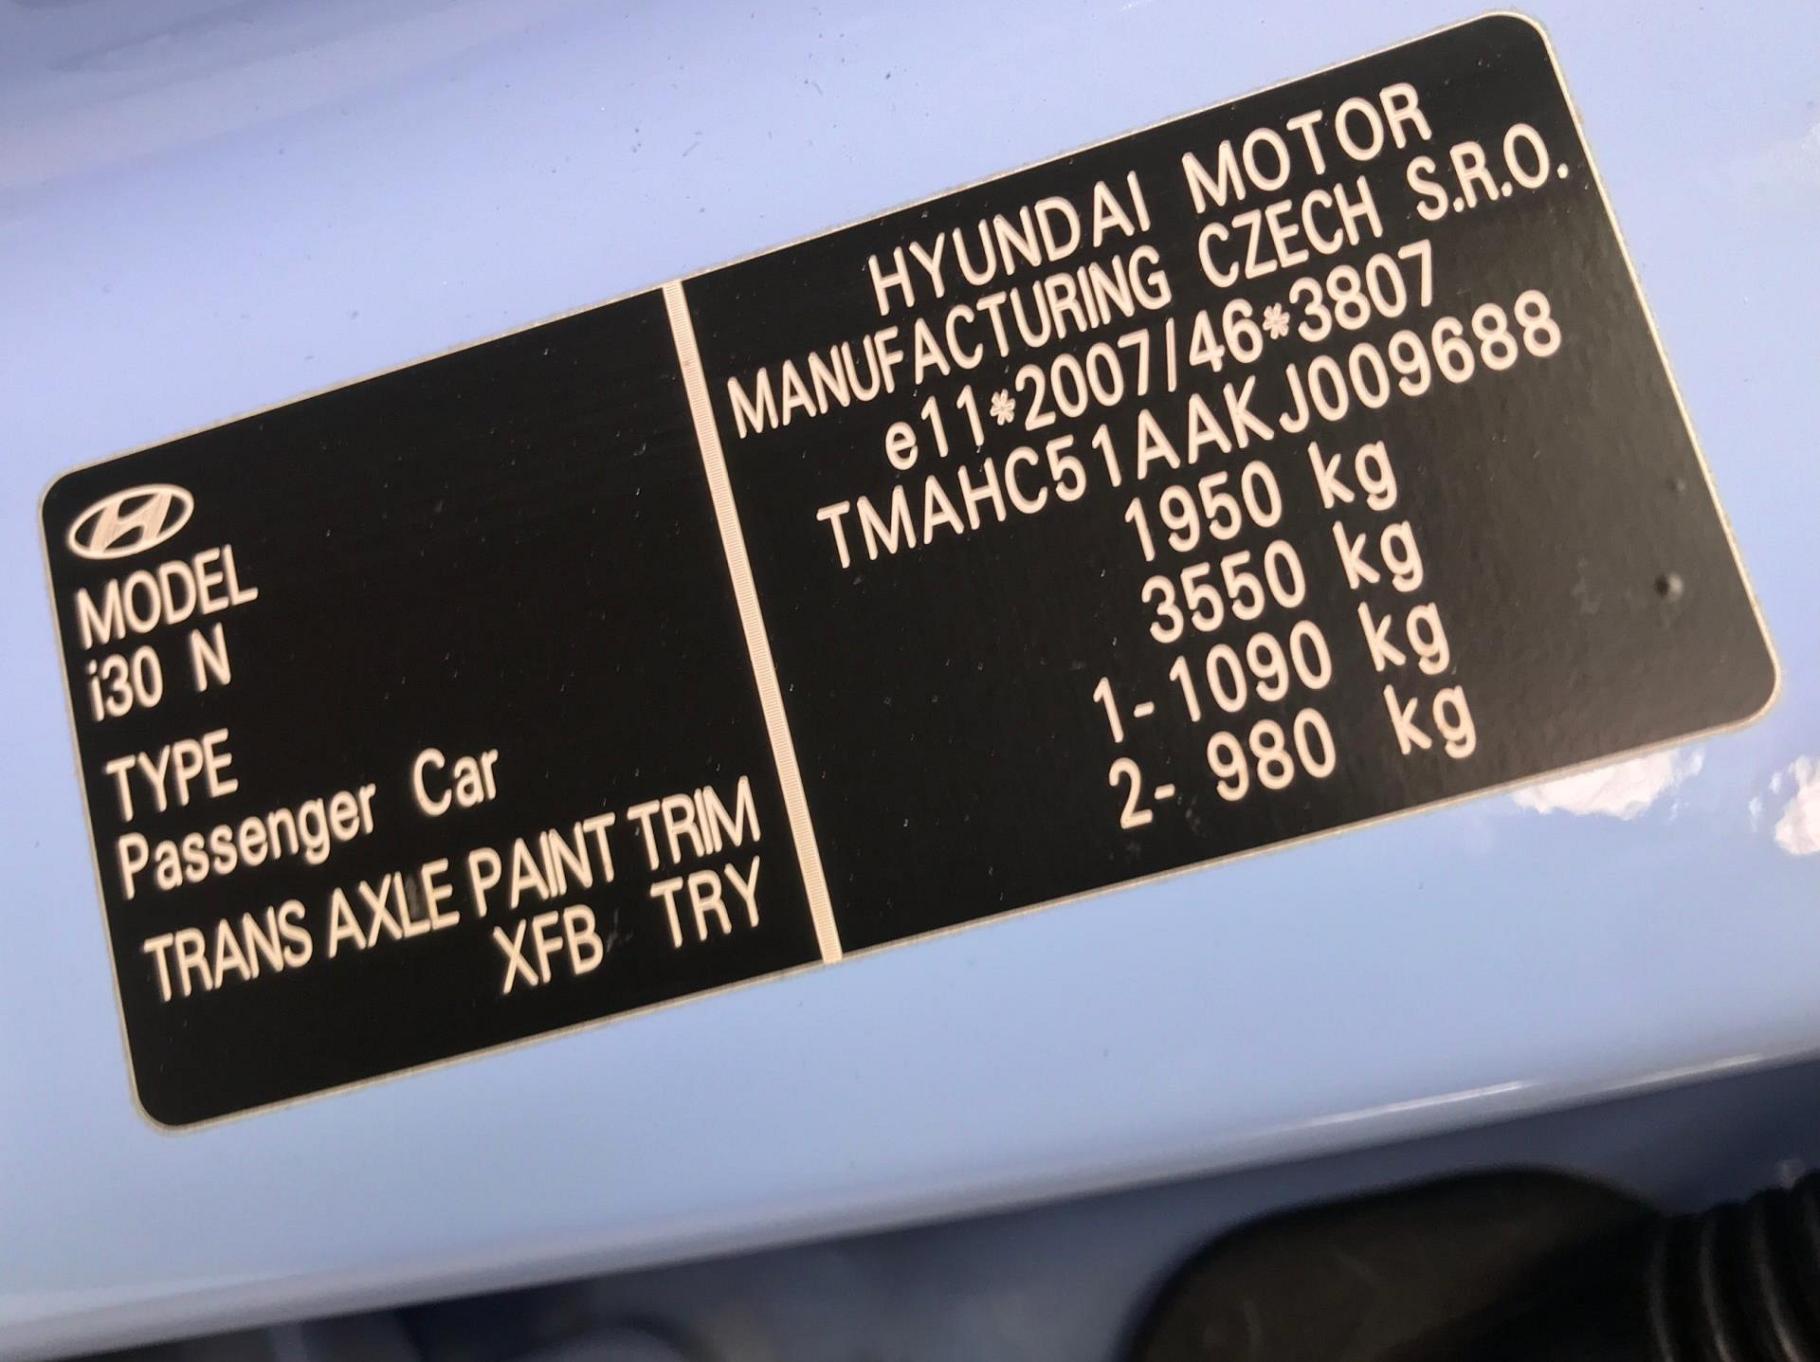 MODEL
i30 N
TYPE
Passenger Car
TRANS AXLE PAINT TRIM
XFB TRY
HYUNDAI MOTOR
MANUFACTURING CZECH S.R.O.
e11*2007/46*3807
TMAHC51AAKJ009688
1950 kg
3550 kg
1- 1090 kg
2- 980 kg